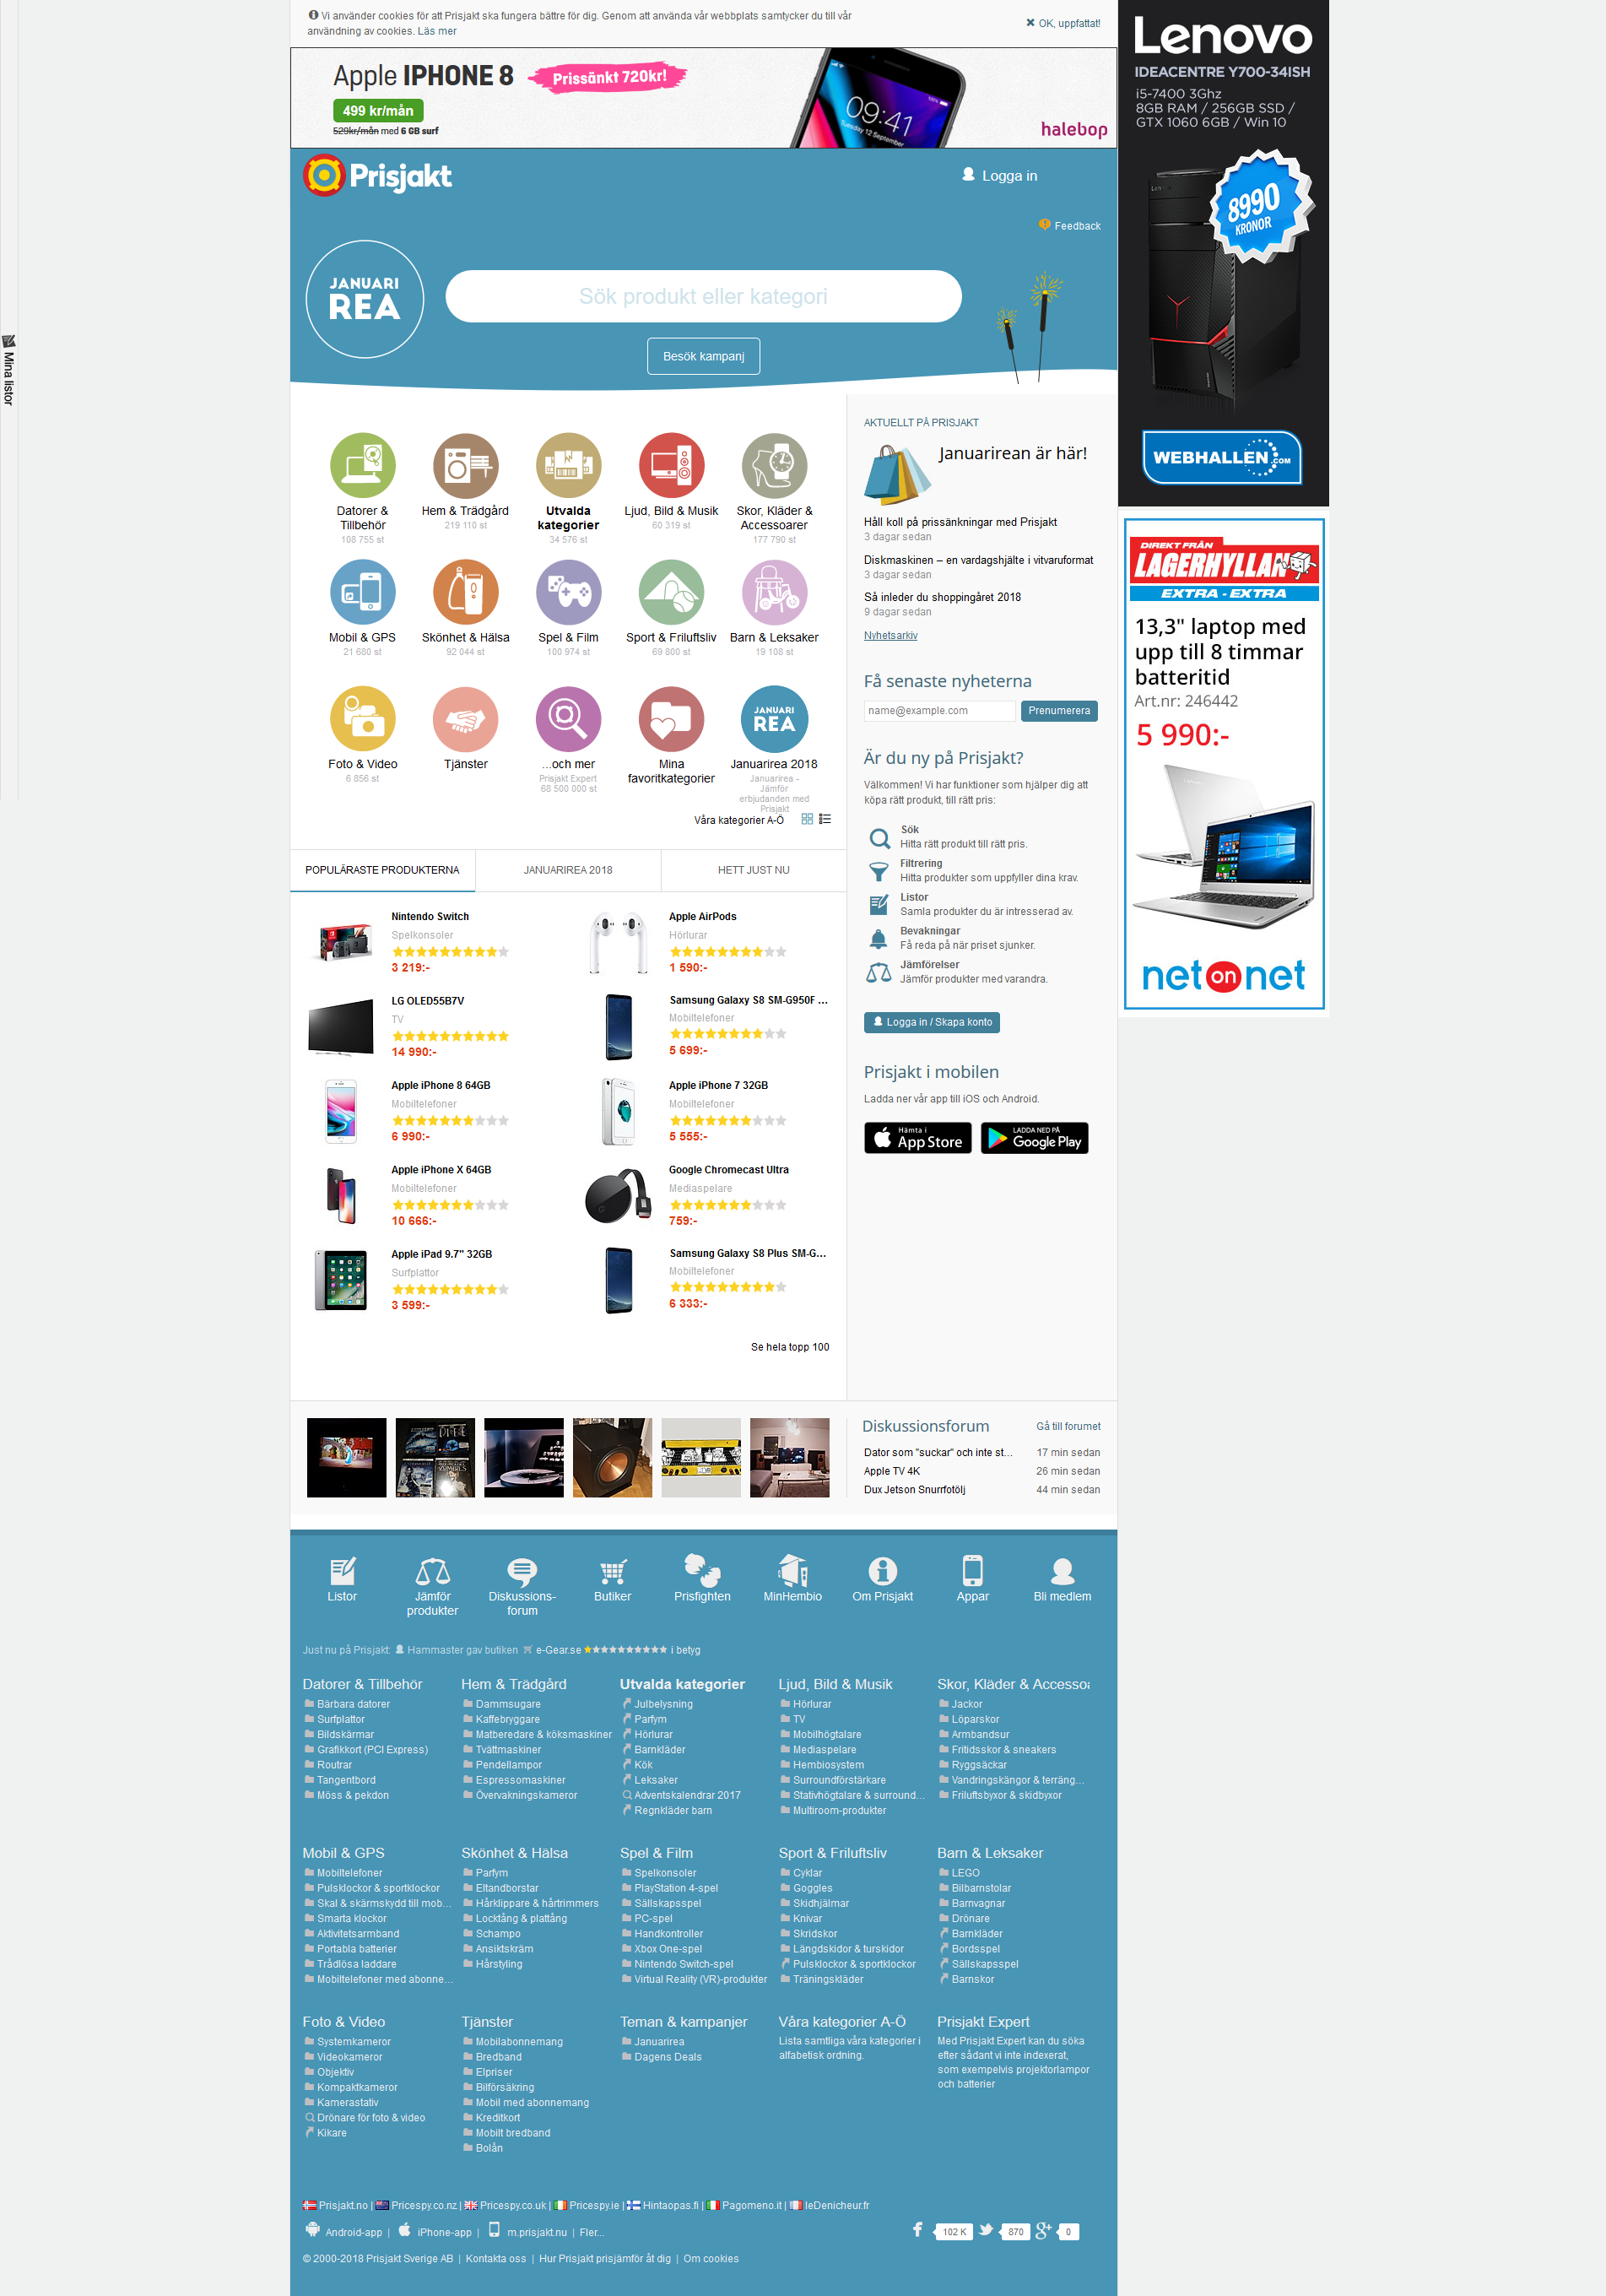 Vi använder cookies för att Prisjakt ska fungera bättre för dig. Genom att använda vår webbplats samtycker du till vår
användning av cookies. Läs mer
OK, uppfattat!
Apple IPHONE 8
Prissänkt 720kr!
499 kr/mån
529kr/mån med 6 GB surf
09:41
Tuesday 12 September
halebop
Prisjakt
Logga in
Feedback
JANUARI
REA
Sök produkt eller kategori
Besök kampanj
Mina listor
Lenovo
IDEACENTRE Y700-34ISH
i5-7400 3Ghz
8GB RAM / 256GB SSD /
GTX 1060 6GB / Win 10
8990
KRONOR
WEBHALLEN.COM
DIREKT FRÅN
LAGERHYLLAN
EXTRA - EXTRA
13,3" laptop med
upp till 8 timmar
batteritid
Art.nr: 246442
5 990:-
net on net
Datorer &
Tillbehör
108 755 st
Hem & Trädgård
219 110 st
Utvalda
kategorier
34 576 st
Ljud, Bild & Musik
60 319 st
Skor, Kläder &
Accessoarer
177 790 st
Mobil & GPS
21 680 st
Skönhet & Hälsa
92 044 st
Spel & Film
100 974 st
Sport & Friluftsliv
69 800 st
Barn & Leksaker
19 108 st
Foto & Video
6 856 st
Tjänster
...och mer
Prisjakt Expert
68 500 000 st
Mina
favoritkategorier
JANUARI
REA
Januarirea 2018
Januarirea -
Jämför
erbjudanden med
Prisjakt
Våra kategorier A-Ö
AKTUELLT PÅ PRISJAKT
Januarirean är här!
Håll koll på prissänkningar med Prisjakt
3 dagar sedan
Diskmaskinen – en vardagshjälte i vitvaruformat
3 dagar sedan
Så inleder du shoppingåret 2018
9 dagar sedan
Nyhetsarkiv
Få senaste nyheterna
name@example.com
Prenumerera
Är du ny på Prisjakt?
Välkommen! Vi har funktioner som hjälper dig att
köpa rätt produkt, till rätt pris:
Sök
Hitta rätt produkt till rätt pris.
Filtrering
Hitta produkter som uppfyller dina krav.
Listor
Samla produkter du är intresserad av.
Bevakningar
Få reda på när priset sjunker.
Jämförelser
Jämför produkter med varandra.
Logga in / Skapa konto
Prisjakt i mobilen
Ladda ner vår app till iOS och Android.
Hämta i
App Store
LADDA NED PÅ
Google Play
POPULÄRASTE PRODUKTERNA
JANUARIREA 2018
HETT JUST NU
Nintendo Switch
Spelkonsoler
3 219:-
Apple AirPods
Hörlurar
1 590:-
LG OLED55B7V
TV
14 990:-
Samsung Galaxy S8 SM-G950F ...
Mobiltelefoner
5 699:-
Apple iPhone 8 64GB
Mobiltelefoner
6 990:-
Apple iPhone 7 32GB
Mobiltelefoner
5 555:-
Apple iPhone X 64GB
Mobiltelefoner
10 666:-
Google Chromecast Ultra
Mediaspelare
759:-
Apple iPad 9.7" 32GB
Surfplattor
3 599:-
Samsung Galaxy S8 Plus SM-G...
Mobiltelefoner
6 333:-
Se hela topp 100
Diskussionsforum
Gå till forumet
Dator som "suckar" och inte st... 17 min sedan
Apple TV 4K 26 min sedan
Dux Jetson Snurrfotölj 44 min sedan
Listor
Jämför
produkter
Diskussions-
forum
Butiker
Prisfighten
MinHembio
Om Prisjakt
Appar
Bli medlem
Just nu på Prisjakt: Hammaster gav butiken e-Gear.se i betyg
Datorer & Tillbehör
Bärbara datorer
Surfplattor
Bildskärmar
Grafikkort (PCI Express)
Routrar
Tangentbord
Möss & pekdon
Hem & Trädgård
Dammsugare
Kaffebryggare
Matberedare & köksmaskiner
Tvättmaskiner
Pendellampor
Espressomaskiner
Övervakningskameror
Utvalda kategorier
Julbelysning
Parfym
Hörlurar
Barnkläder
Kök
Leksaker
Adventskalendrar 2017
Regnkläder barn
Ljud, Bild & Musik
Hörlurar
TV
Mobilhögtalare
Mediaspelare
Hembiosystem
Surroundförstärkare
Stativhögtalare & surround...
Multiroom-produkter
Skor, Kläder & Accessoa
Jackor
Löparskor
Armbandsur
Fritidsskor & sneakers
Ryggsäckar
Vandringskängor & terräng...
Friluftsbyxor & skidbyxor
Mobil & GPS
Mobiltelefoner
Pulsklockor & sportklockor
Skal & skärmskydd till mob...
Smarta klockor
Aktivitetsarmband
Portabla batterier
Trådlösa laddare
Mobiltelefoner med abonne...
Skönhet & Hälsa
Parfym
Eltandborstar
Hårklippare & hårtrimmers
Locktång & plattång
Schampo
Ansiktskräm
Hårstyling
Spel & Film
Spelkonsoler
PlayStation 4-spel
Sällskapsspel
PC-spel
Handkontroller
Xbox One-spel
Nintendo Switch-spel
Virtual Reality (VR)-produkter
Sport & Friluftsliv
Cyklar
Goggles
Skidhjälmar
Knivar
Skridskor
Längdskidor & turskidor
Pulsklockor & sportklockor
Träningskläder
Barn & Leksaker
LEGO
Bilbarnstolar
Barnvagnar
Drönare
Barnkläder
Bordsspel
Sällskapsspel
Barnskor
Foto & Video
Systemkameror
Videokameror
Objektiv
Kompaktkameror
Kamerastativ
Drönare för foto & video
Kikare
Tjänster
Mobilabonnemang
Bredband
Elpriser
Bilförsäkring
Mobil med abonnemang
Kreditkort
Mobilt bredband
Bolån
Teman & kampanjer
Januarirea
Dagens Deals
Våra kategorier A-Ö
Lista samtliga våra kategorier i
alfabetisk ordning.
Prisjakt Expert
Med Prisjakt Expert kan du söka
efter sådant vi inte indexerat,
som exempelvis projektorlampor
och batterier
Prisjakt.no | Pricespy.co.nz | Pricespy.co.uk | Pricespy.ie | Hintaopas.fi | Pagomeno.it | leDenicheur.fr
Android-app | iPhone-app | m.prisjakt.nu | Fler...
102 K
870
0
© 2000-2018 Prisjakt Sverige AB | Kontakta oss | Hur Prisjakt prisjämför åt dig | Om cookies